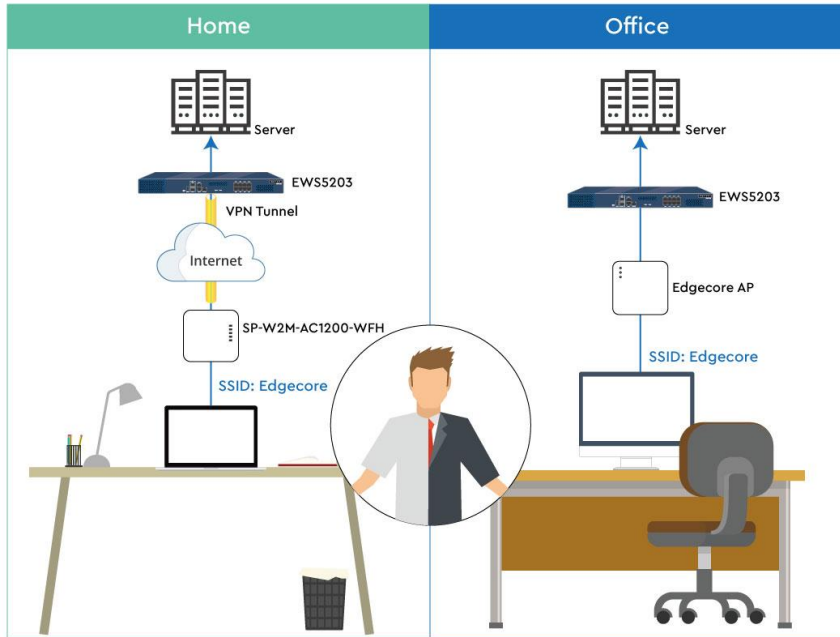 Home
Office
Server
EWS5203
VPN Tunnel
Internet
SP-W2M-AC1200-WFH
SSID: Edgecore
Server
EWS5203
Edgecore AP
SSID: Edgecore